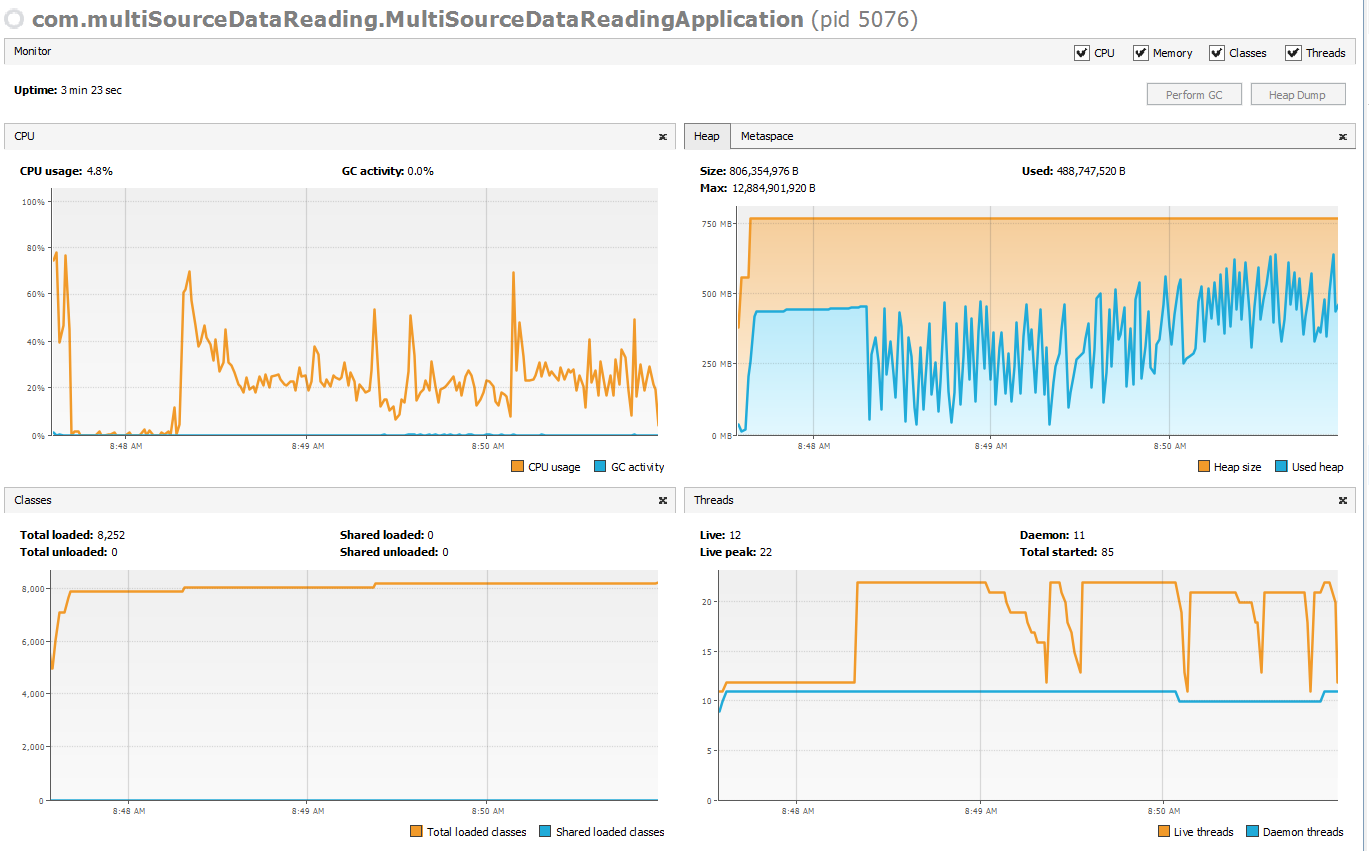 com.multiSourceDataReading.MultiSourceDataReadingApplication (pid 5076)
Monitor
CPU
Memory
Classes
Threads
Uptime: 3 min 23 sec
Perform GC
Heap Dump
CPU
CPU usage: 4.8%
GC activity: 0.0%
100%
80%
60%
40%
20%
0%
8:48 AM
8:49 AM
8:50 AM
CPU usage
GC activity
Heap
Metaspace
Size: 806,354,976 B
Used: 488,747,520 B
Max: 12,884,901,920 B
750 MB
500 MB
250 MB
0 MB
8:48 AM
8:49 AM
8:50 AM
Heap size
Used heap
Classes
Total loaded: 8,252
Shared loaded: 0
Total unloaded: 0
Shared unloaded: 0
8,000
6,000
4,000
2,000
0
8:48 AM
8:49 AM
8:50 AM
Total loaded classes
Shared loaded classes
Threads
Live: 12
Daemon: 11
Live peak: 22
Total started: 85
20
15
10
5
0
8:48 AM
8:49 AM
8:50 AM
Live threads
Daemon threads